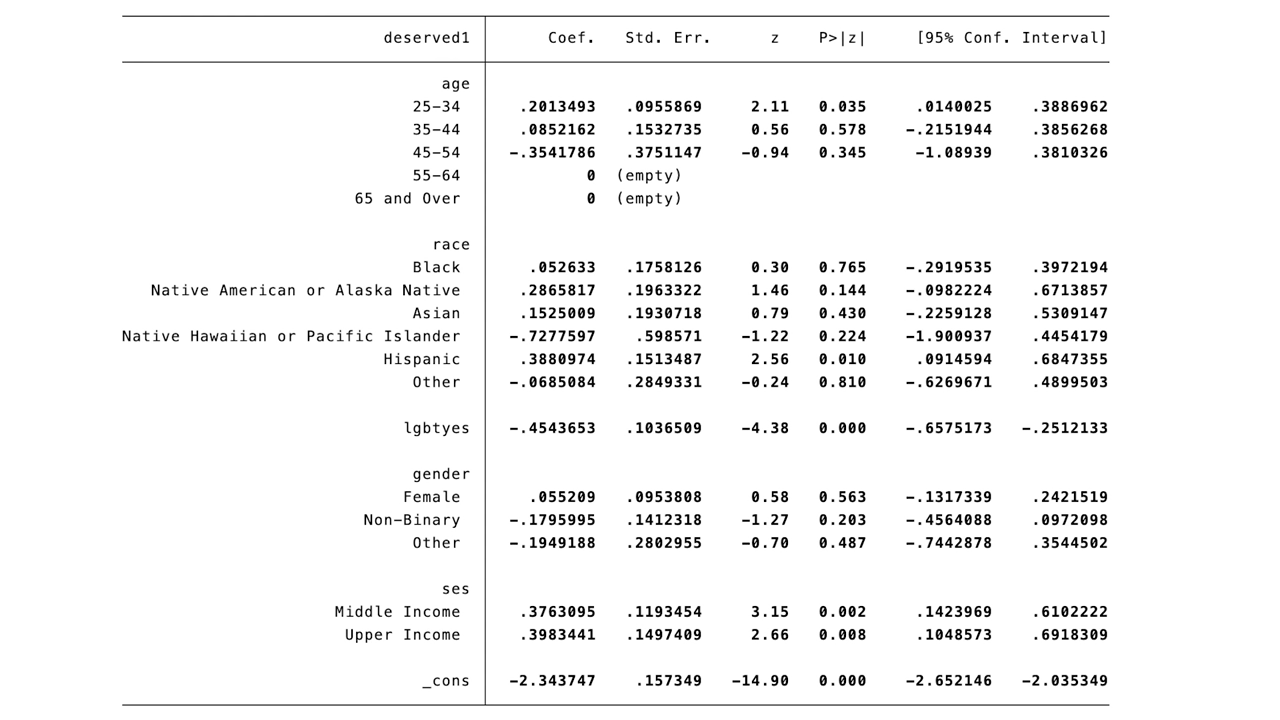 deserved1 Coef. Std. Err. z P>|z| [95% Conf. Interval]
age
25-34 .2013493 .0955869 2.11 0.035 .0140025 .3886962
35-44 .0852162 .1532735 0.56 0.578 -.2151944 .3856268
45-54 -.3541786 .3751147 -0.94 0.345 -1.08939 .3810326
55-64 0 (empty)
65 and Over 0 (empty)
race
Black .052633 .1758126 0.30 0.765 -.2919535 .3972194
Native American or Alaska Native .2865817 .1963322 1.46 0.144 -.0982224 .6713857
Asian .1525009 .1930718 0.79 0.430 -.2259128 .5309147
Native Hawaiian or Pacific Islander -.7277597 .598571 -1.22 0.224 -1.900937 .4454179
Hispanic .3880974 .1513487 2.56 0.010 .0914594 .6847355
Other -.0685084 .2849331 -0.24 0.810 -.6269671 .4899503
lgbtyes -.4543653 .1036509 -4.38 0.000 -.6575173 -.2512133
gender
Female .055209 .0953808 0.58 0.563 -.1317339 .2421519
Non-Binary -.1795995 .1412318 -1.27 0.203 -.4564088 .0972098
Other -.1949188 .2802955 -0.70 0.487 -.7442878 .3544502
ses
Middle Income .3763095 .1193454 3.15 0.002 .1423969 .6102222
Upper Income .3983441 .1497409 2.66 0.008 .1048573 .6918309
_cons -2.343747 .157349 -14.90 0.000 -2.652146 -2.035349